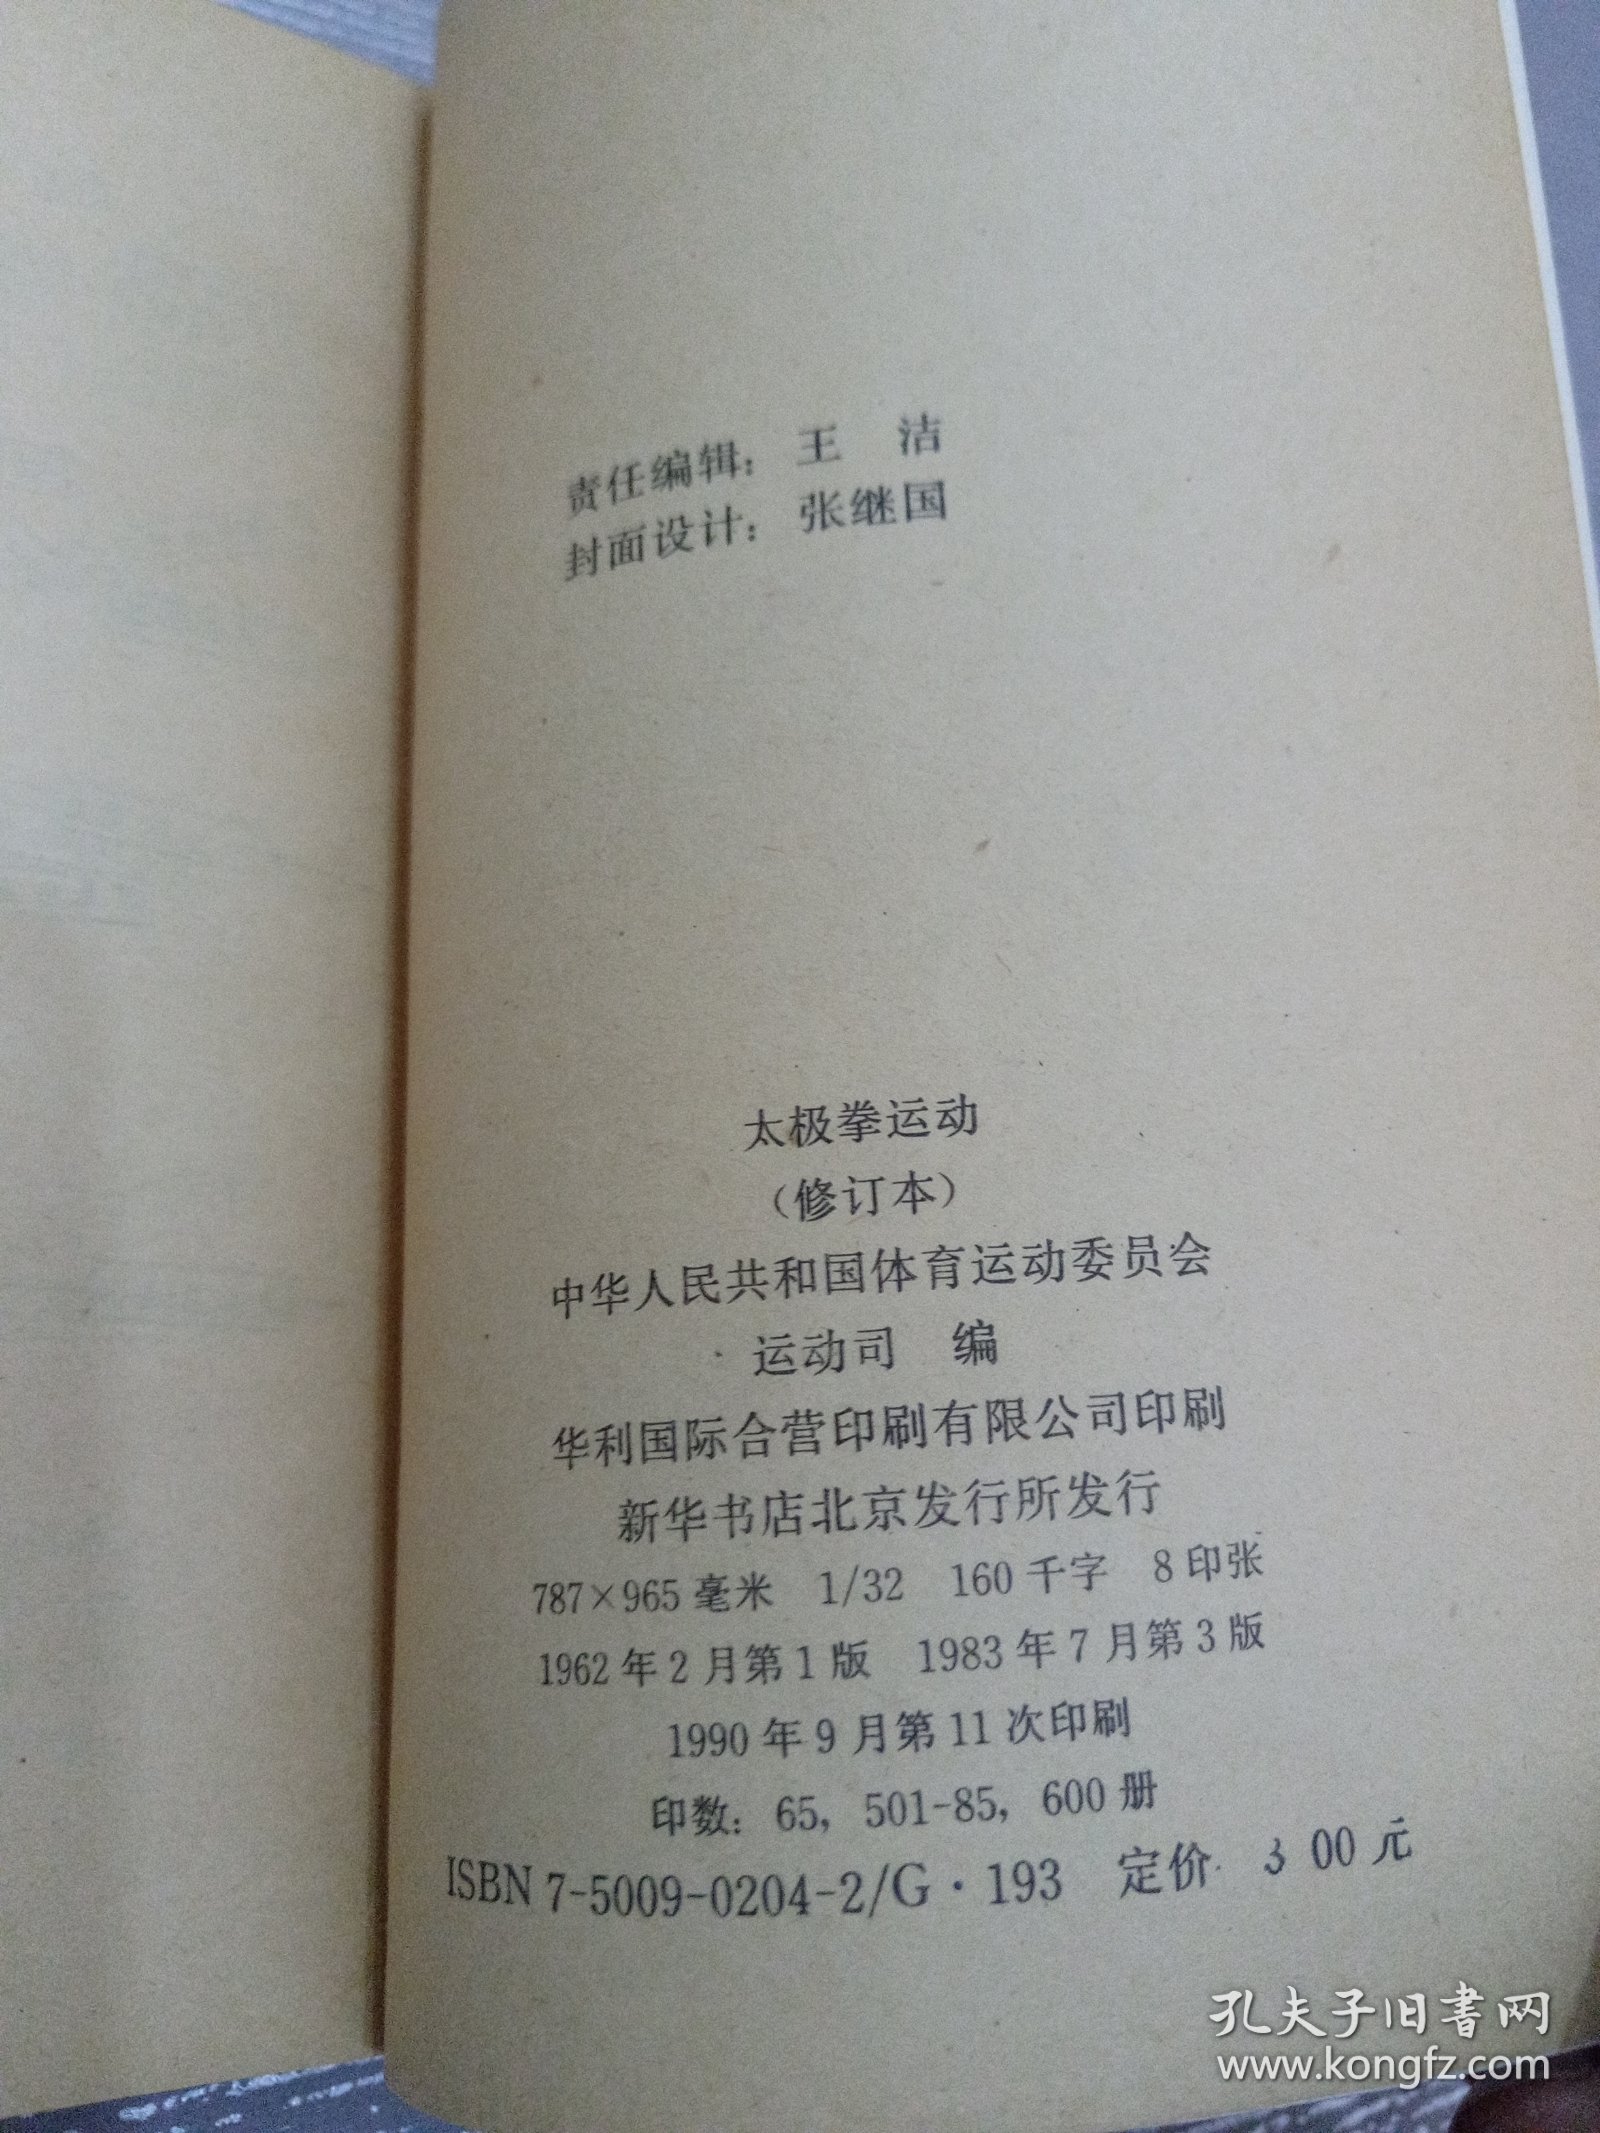 责任编辑：王　洁
封面设计：张继国
太极拳运动
（修订本）
中华人民共和国体育运动委员会
运动司　编
华利国际合营印刷有限公司印刷
新华书店北京发行所发行
787×965毫米　1/32　160千字　8印张
1962年2月第1版　1983年7月第3版
1990年9月第11次印刷
印数：65，501-85，600册
ISBN 7-5009-0204-2/G·193　定价 3 00元
孔夫子旧书网
www.kongfz.com